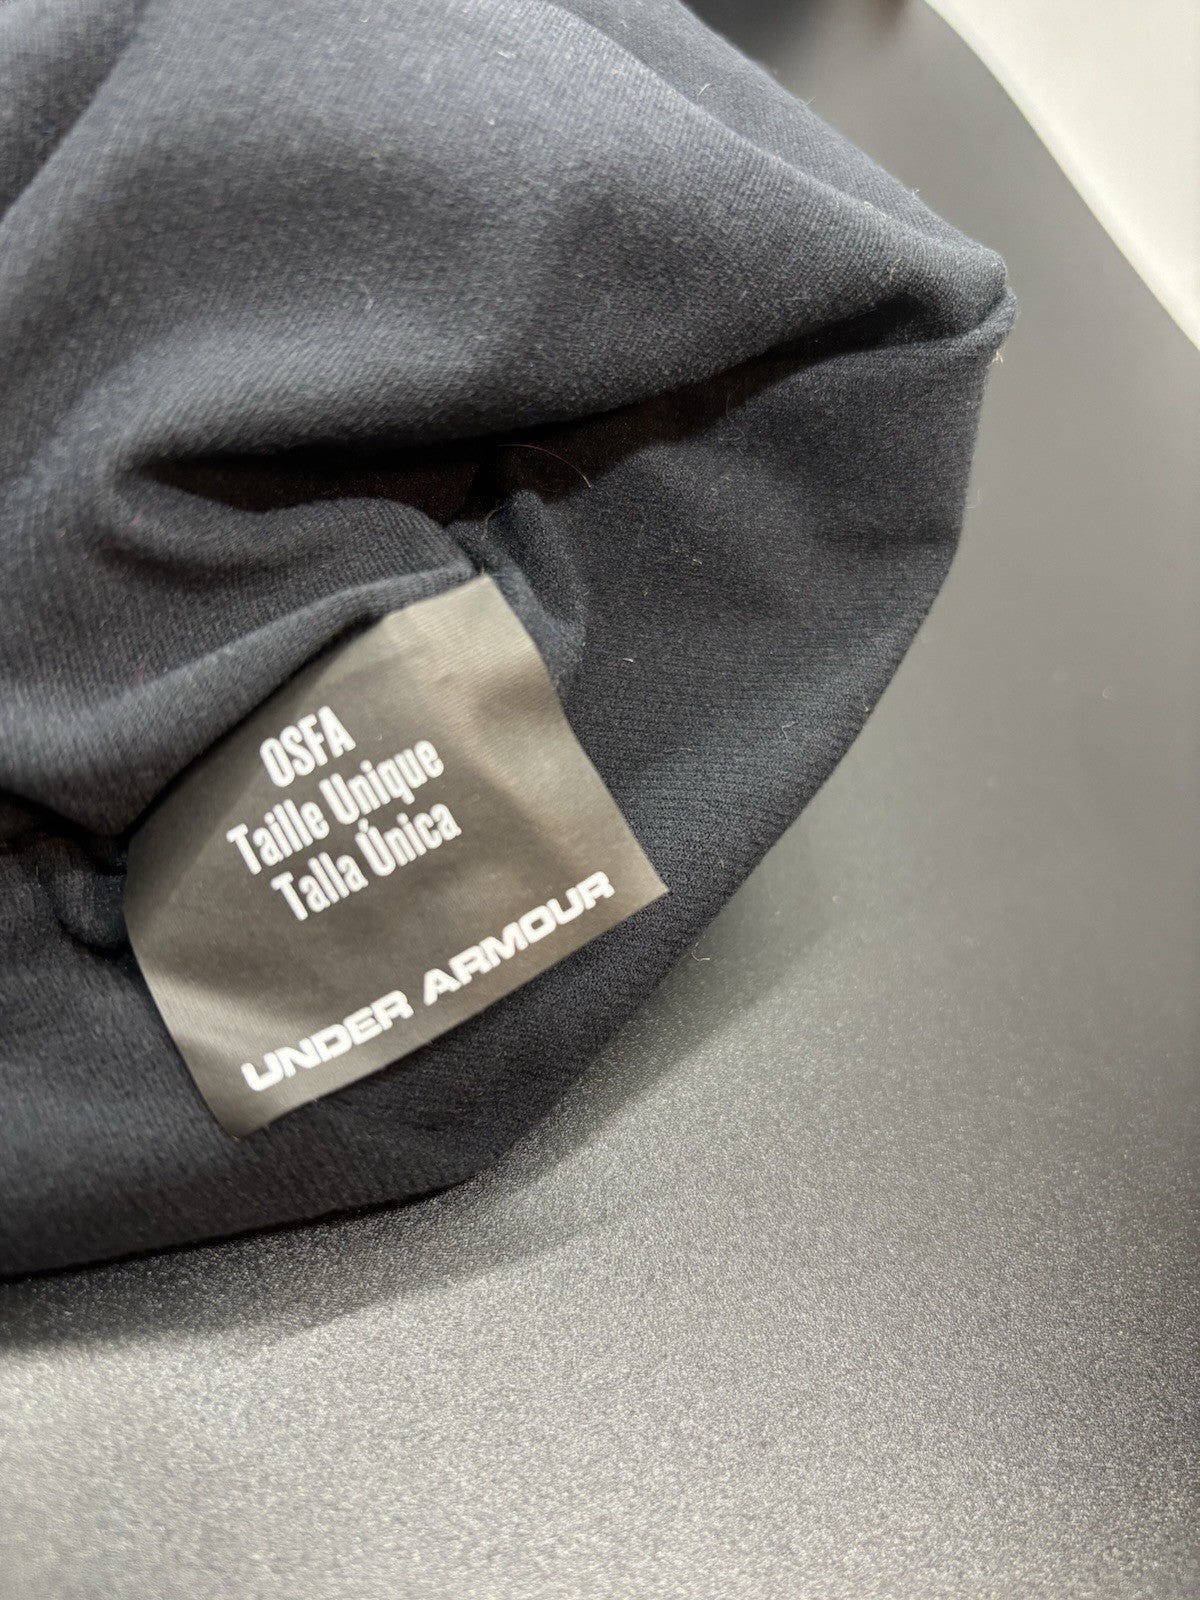 OSFA
Taille Unique
Talla Única
UNDER ARMOUR